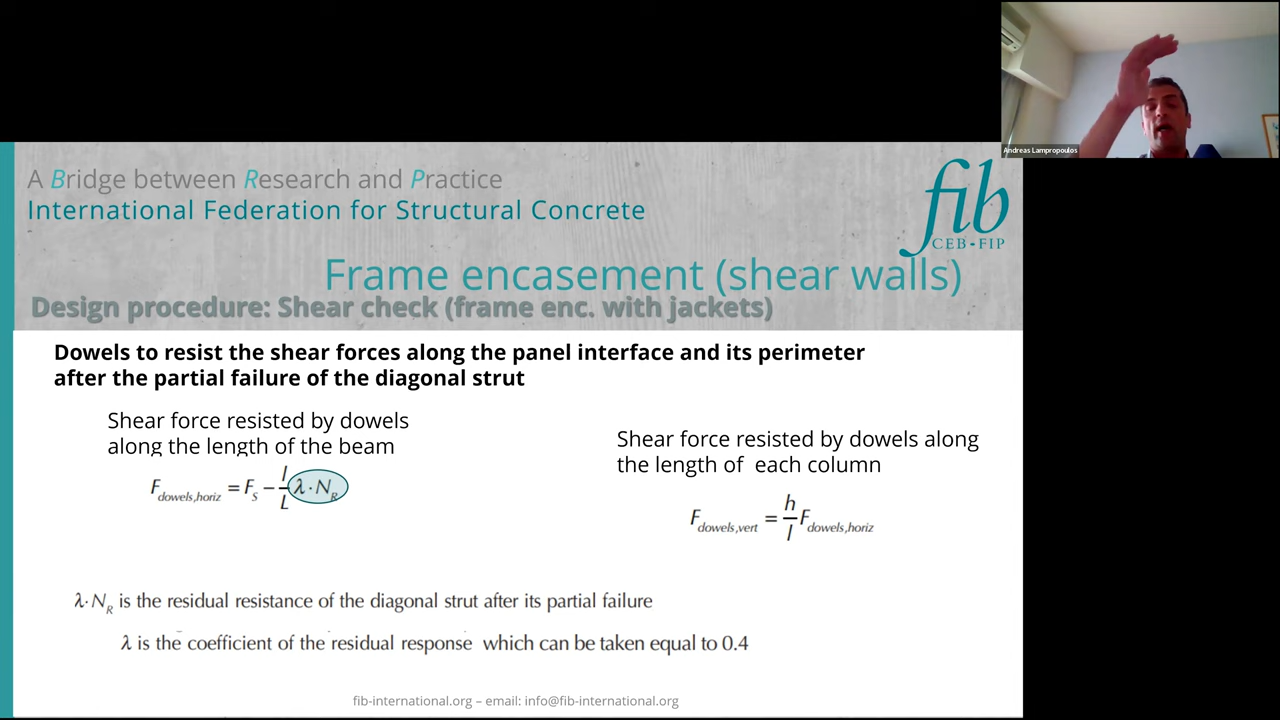 Andreas Lampropoulos
A Bridge between Research and Practice
International Federation for Structural Concrete
fib
CEB-FIP
Frame encasement (shear walls)
Design procedure: Shear check (frame enc. with jackets)
Dowels to resist the shear forces along the panel interface and its perimeter
after the partial failure of the diagonal strut
Shear force resisted by dowels
along the length of the beam
F_dowels,horiz = F_S − l/L λ·N_R
Shear force resisted by dowels along
the length of each column
F_dowels,vert = h/l F_dowels,horiz
λ·N_R is the residual resistance of the diagonal strut after its partial failure
λ is the coefficient of the residual response which can be taken equal to 0.4
fib-international.org – email: info@fib-international.org